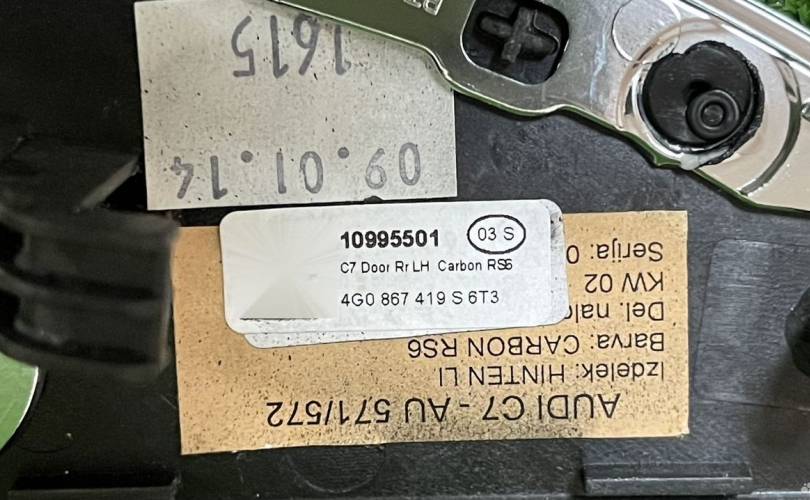 09.01.14
1615
10995501
03 S
C7 Door Rr LH Carbon RS6
4G0 867 419 S 6T3
AUDI C7 - AU 571/572
Izdelek: HINTEN LI
Barva: CARBON RS6
Del.
KW 02
Serija: 0